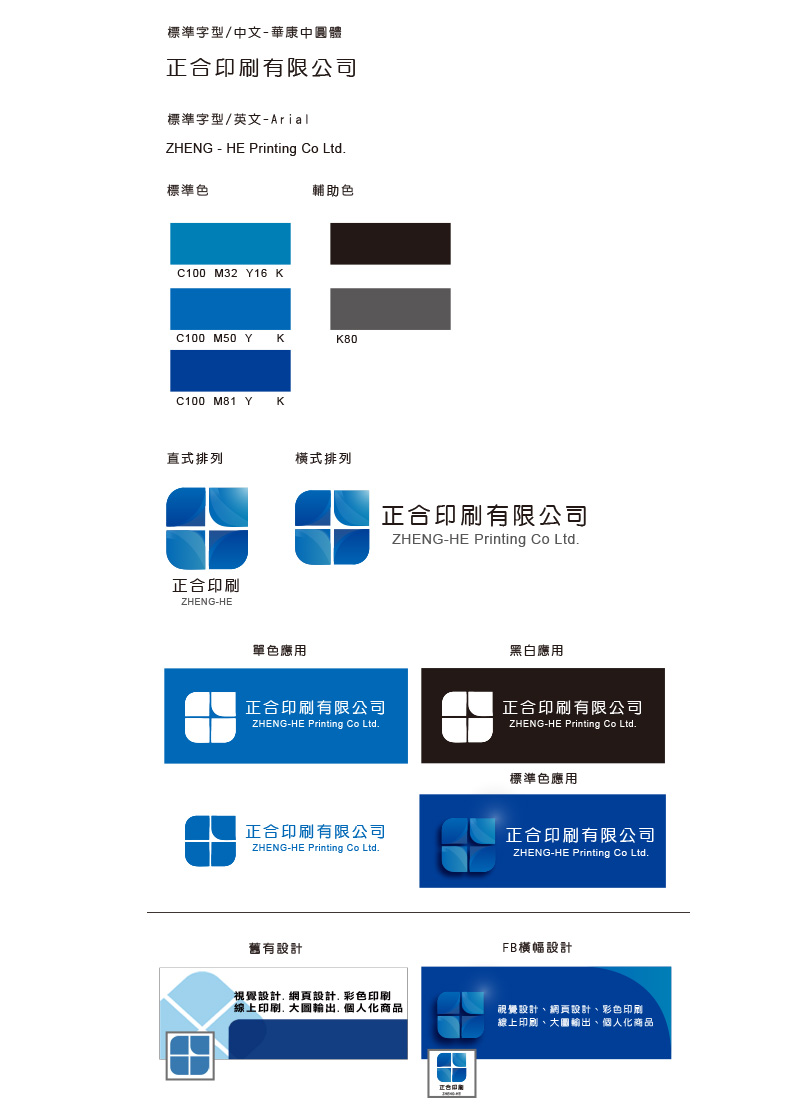 標準字型/中文-華康中圓體
正合印刷有限公司
標準字型/英文-Arial
ZHENG - HE Printing Co Ltd.
標準色
輔助色
C100 M32 Y16 K
C100 M50 Y K
K80
C100 M81 Y K
直式排列
橫式排列
正合印刷
ZHENG-HE
正合印刷有限公司
ZHENG-HE Printing Co Ltd.
單色應用
黑白應用
正合印刷有限公司
ZHENG-HE Printing Co Ltd.
正合印刷有限公司
ZHENG-HE Printing Co Ltd.
標準色應用
正合印刷有限公司
ZHENG-HE Printing Co Ltd.
正合印刷有限公司
ZHENG-HE Printing Co Ltd.
舊有設計
FB橫幅設計
視覺設計. 網頁設計. 彩色印刷
線上印刷. 大圖輸出. 個人化商品
視覺設計、網頁設計、彩色印刷
線上印刷、大圖輸出、個人化商品
正合印刷
ZHENG-HE